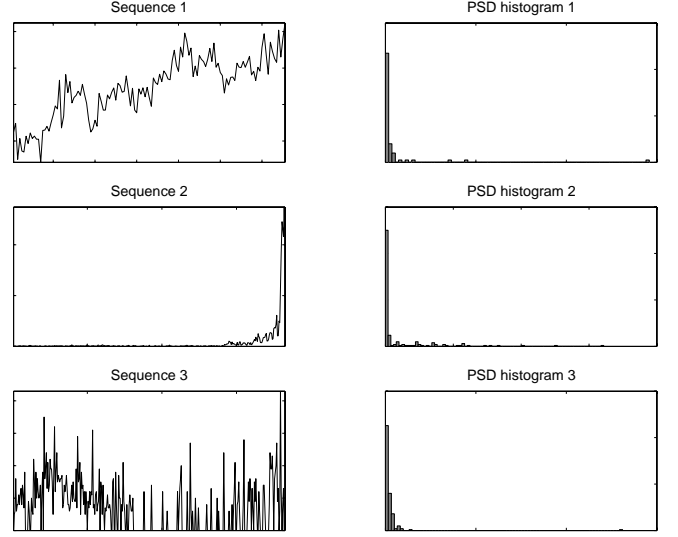 Sequence 1
PSD histogram 1
Sequence 2
PSD histogram 2
Sequence 3
PSD histogram 3